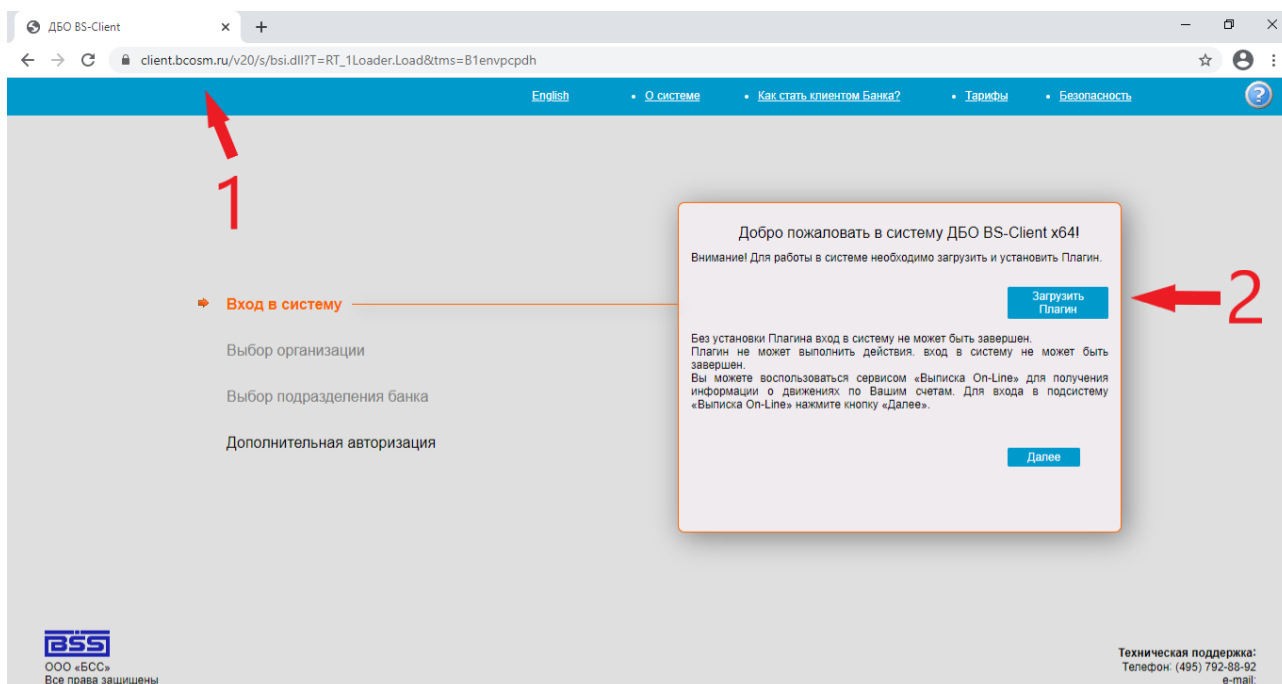 ДБО BS-Client
client.bcosm.ru/v20/s/bsi.dll?T=RT_1Loader.Load&tms=B1envpcpdh
English • О системе • Как стать клиентом Банка? • Тарифы • Безопасность
1
Добро пожаловать в систему ДБО BS-Client x64!
Внимание! Для работы в системе необходимо загрузить и установить Плагин.
Загрузить
Плагин
2
Вход в систему
Выбор организации
Выбор подразделения банка
Дополнительная авторизация
Без установки Плагина вход в систему не может быть завершен.
Плагин не может выполнить действия. вход в систему не может быть
завершен.
Вы можете воспользоваться сервисом «Выписка On-Line» для получения
информации о движениях по Вашим счетам. Для входа в подсистему
«Выписка On-Line» нажмите кнопку «Далее».
Далее
BSS
ООО «БСС»
Все права защищены
Техническая поддержка:
Телефон: (495) 792-88-92
e-mail: